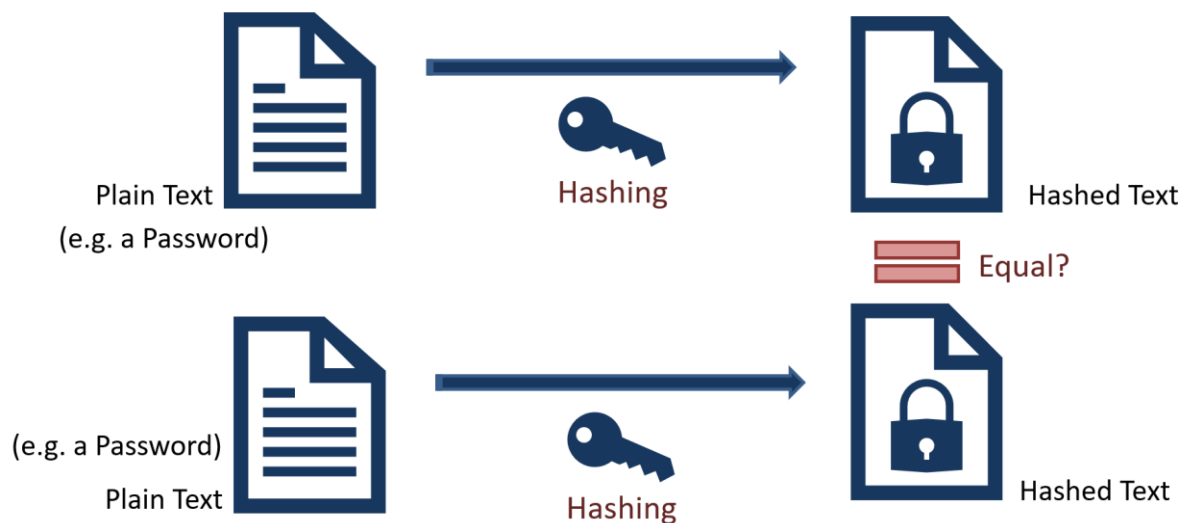 Plain Text
(e.g. a Password)
Hashing
Hashed Text
Equal?
(e.g. a Password)
Plain Text
Hashing
Hashed Text